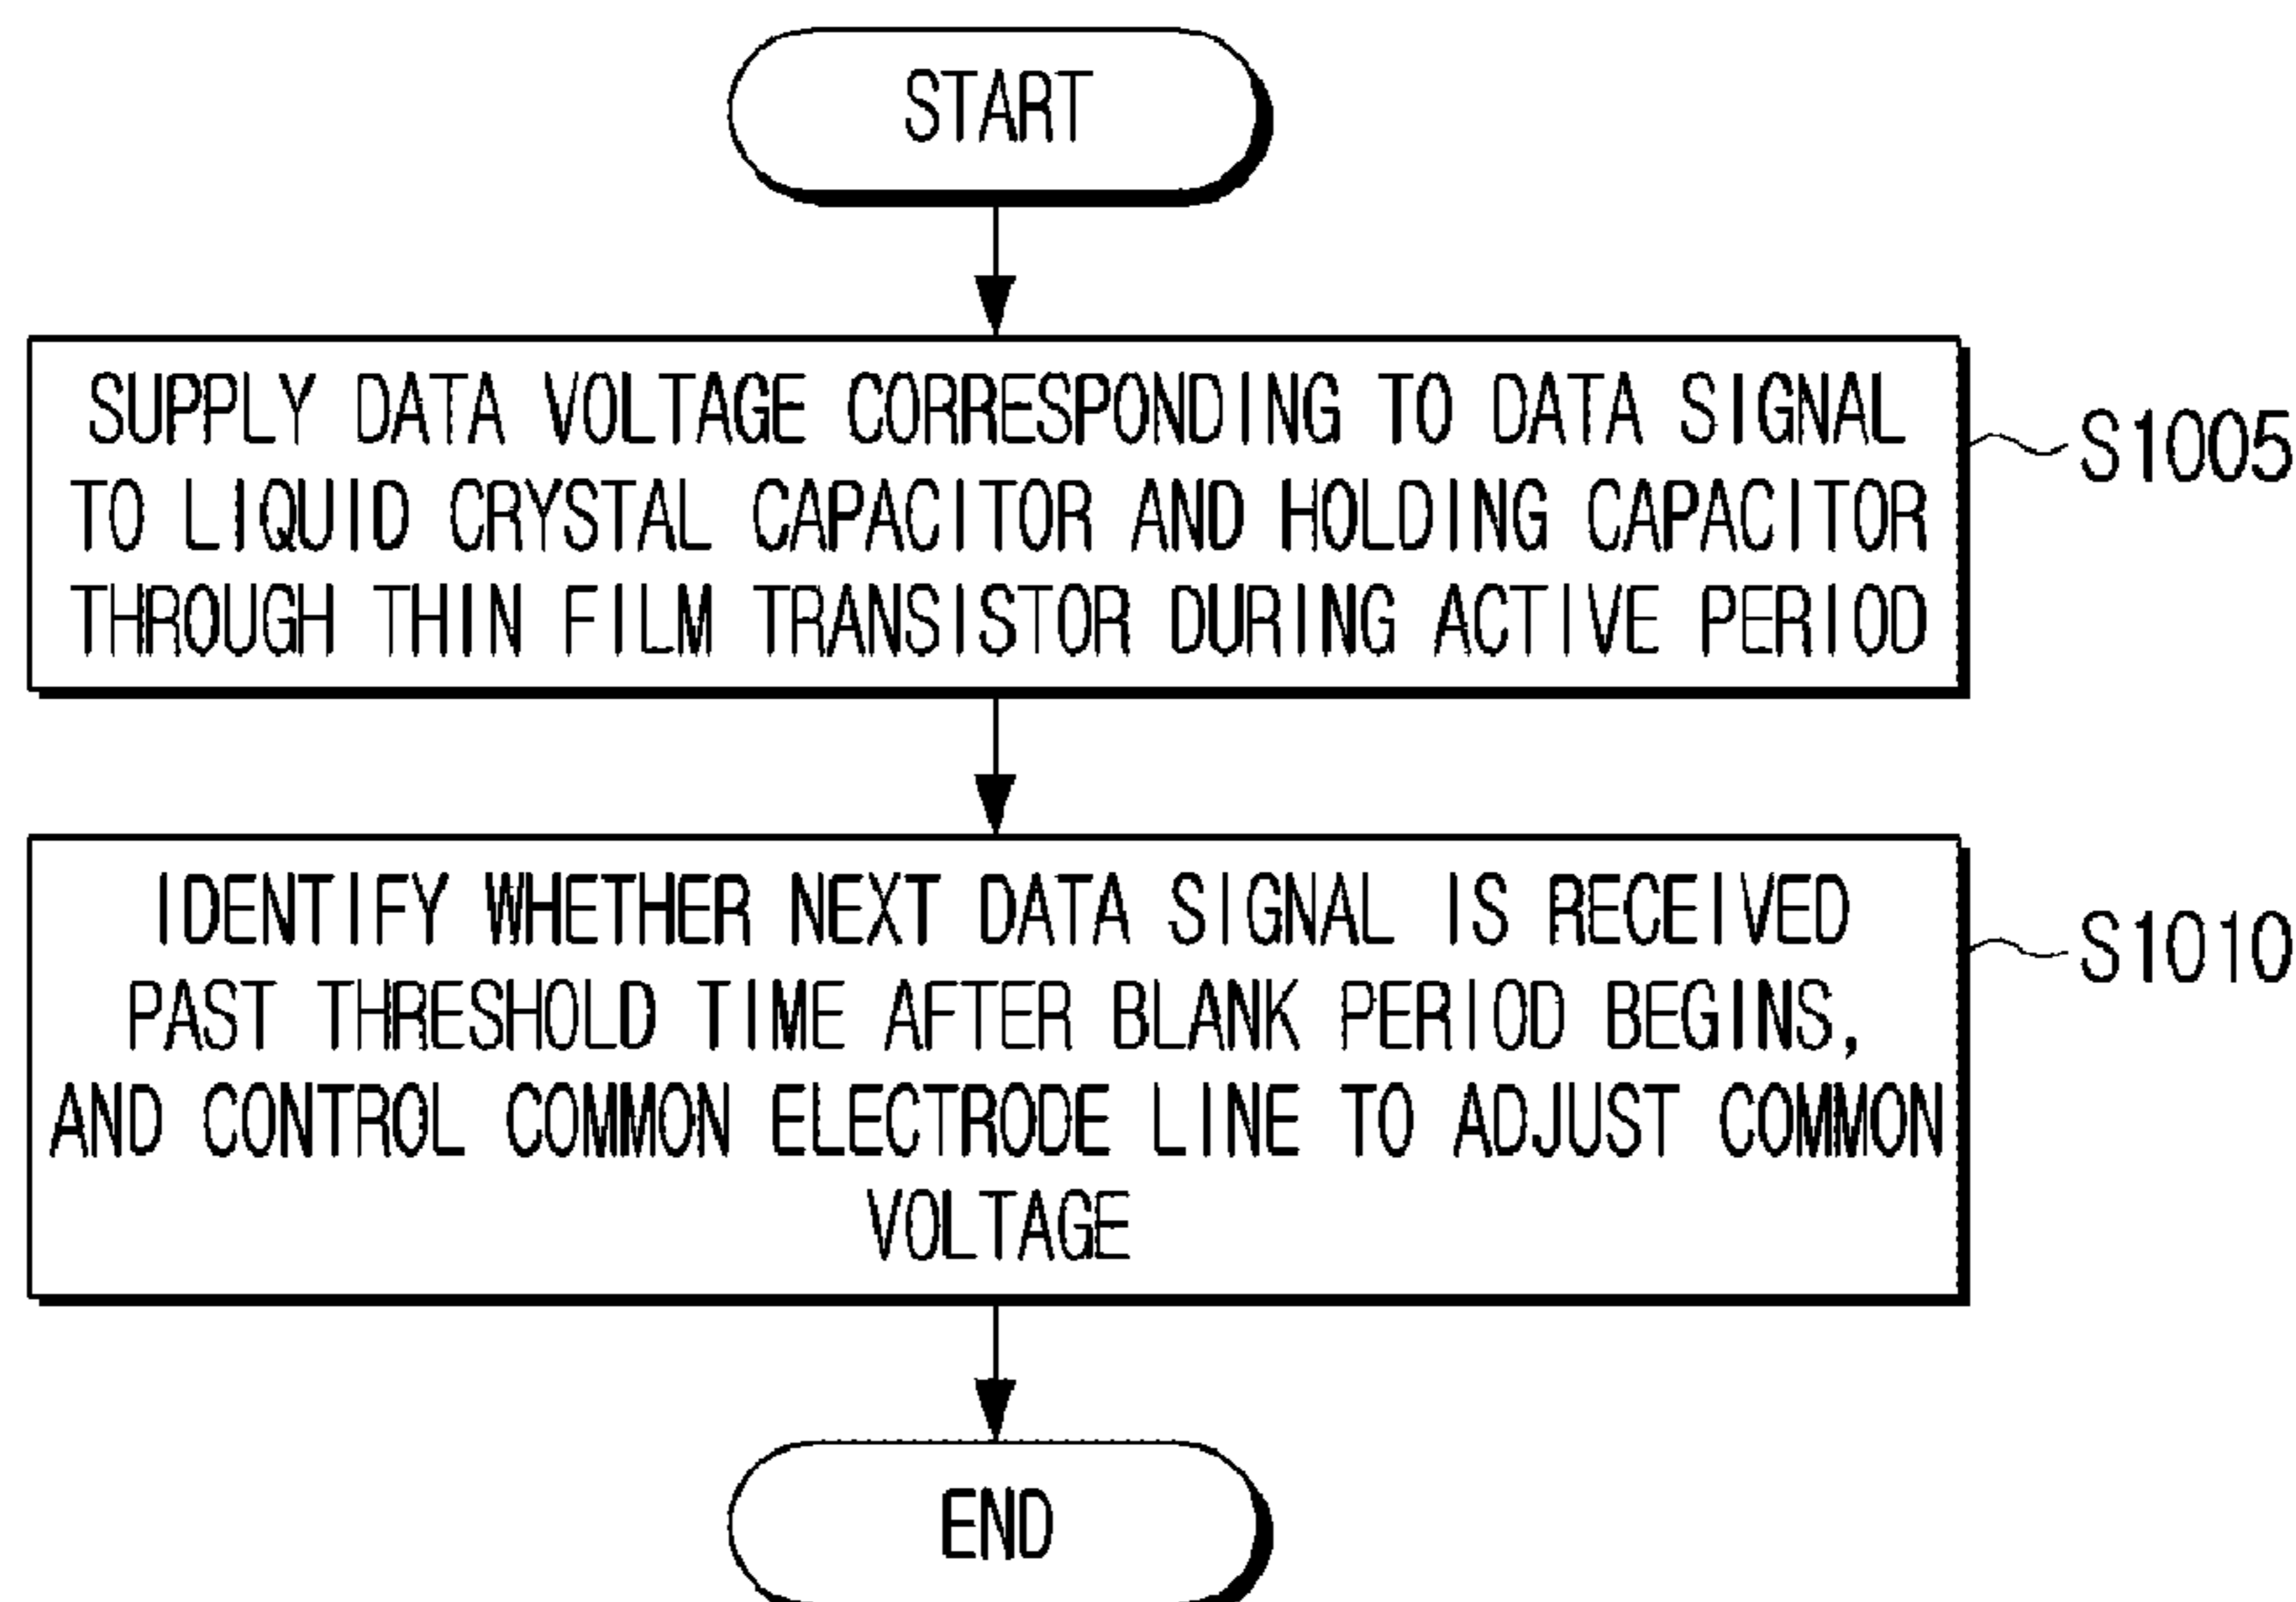 START
SUPPLY DATA VOLTAGE CORRESPONDING TO DATA SIGNAL
TO LIQUID CRYSTAL CAPACITOR AND HOLDING CAPACITOR
THROUGH THIN FILM TRANSISTOR DURING ACTIVE PERIOD
S1005
IDENTIFY WHETHER NEXT DATA SIGNAL IS RECEIVED
PAST THRESHOLD TIME AFTER BLANK PERIOD BEGINS,
AND CONTROL COMMON ELECTRODE LINE TO ADJUST COMMON
VOLTAGE
S1010
END